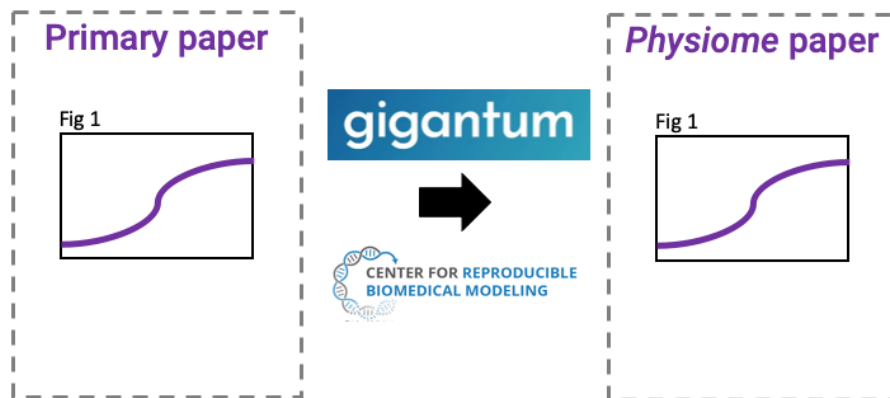 Primary paper
Fig 1
gigantum
CENTER FOR REPRODUCIBLE
BIOMEDICAL MODELING
Physiome paper
Fig 1